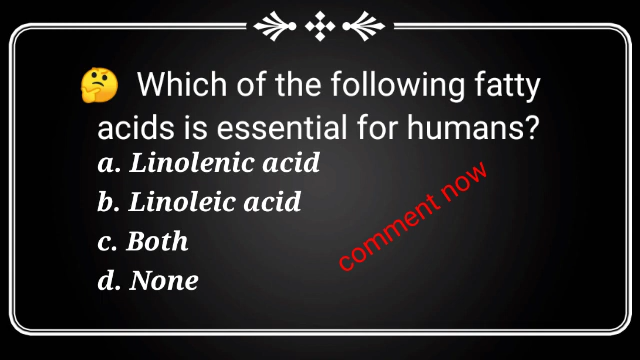 🤔 Which of the following fatty
acids is essential for humans?
a. Linolenic acid
b. Linoleic acid
c. Both
d. None
comment now